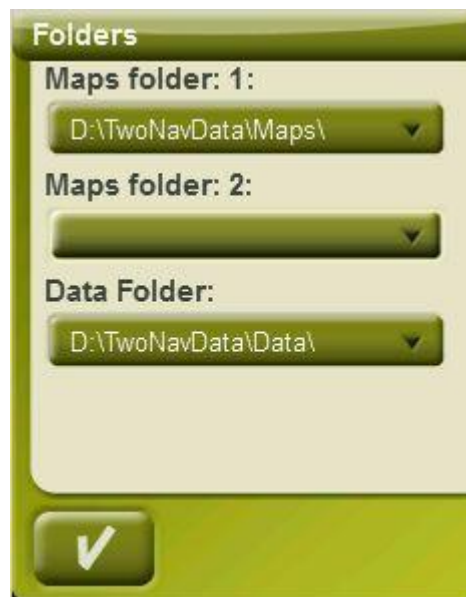 Folders
Maps folder: 1:
D:\TwoNavData\Maps\
Maps folder: 2:
Data Folder:
D:\TwoNavData\Data\